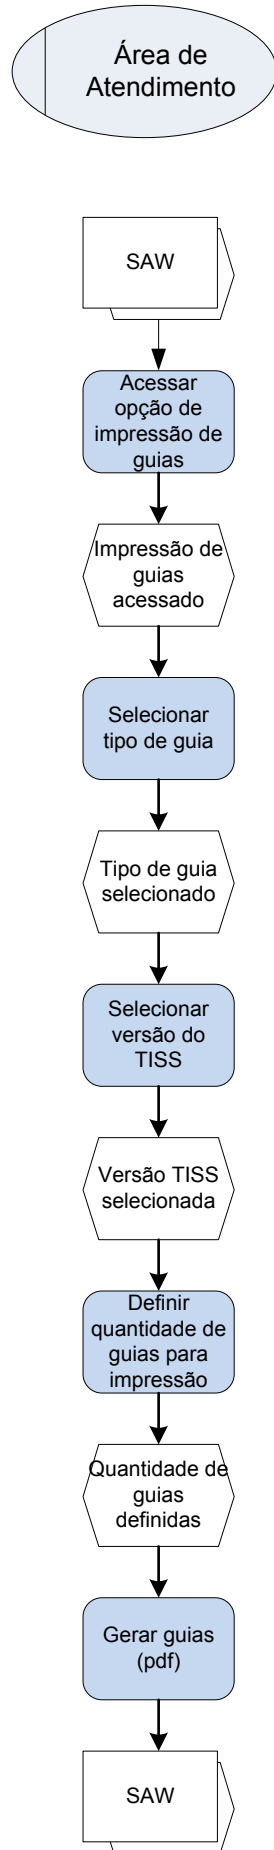 Área de
Atendimento
SAW
Acessar
opção de
impressão de
guias
Impressão de
guias
acessado
Selecionar
tipo de guia
Tipo de guia
selecionado
Selecionar
versão do
TISS
Versão TISS
selecionada
Definir
quantidade de
guias para
impressão
Quantidade de
guias
definidas
Gerar guias
(pdf)
SAW